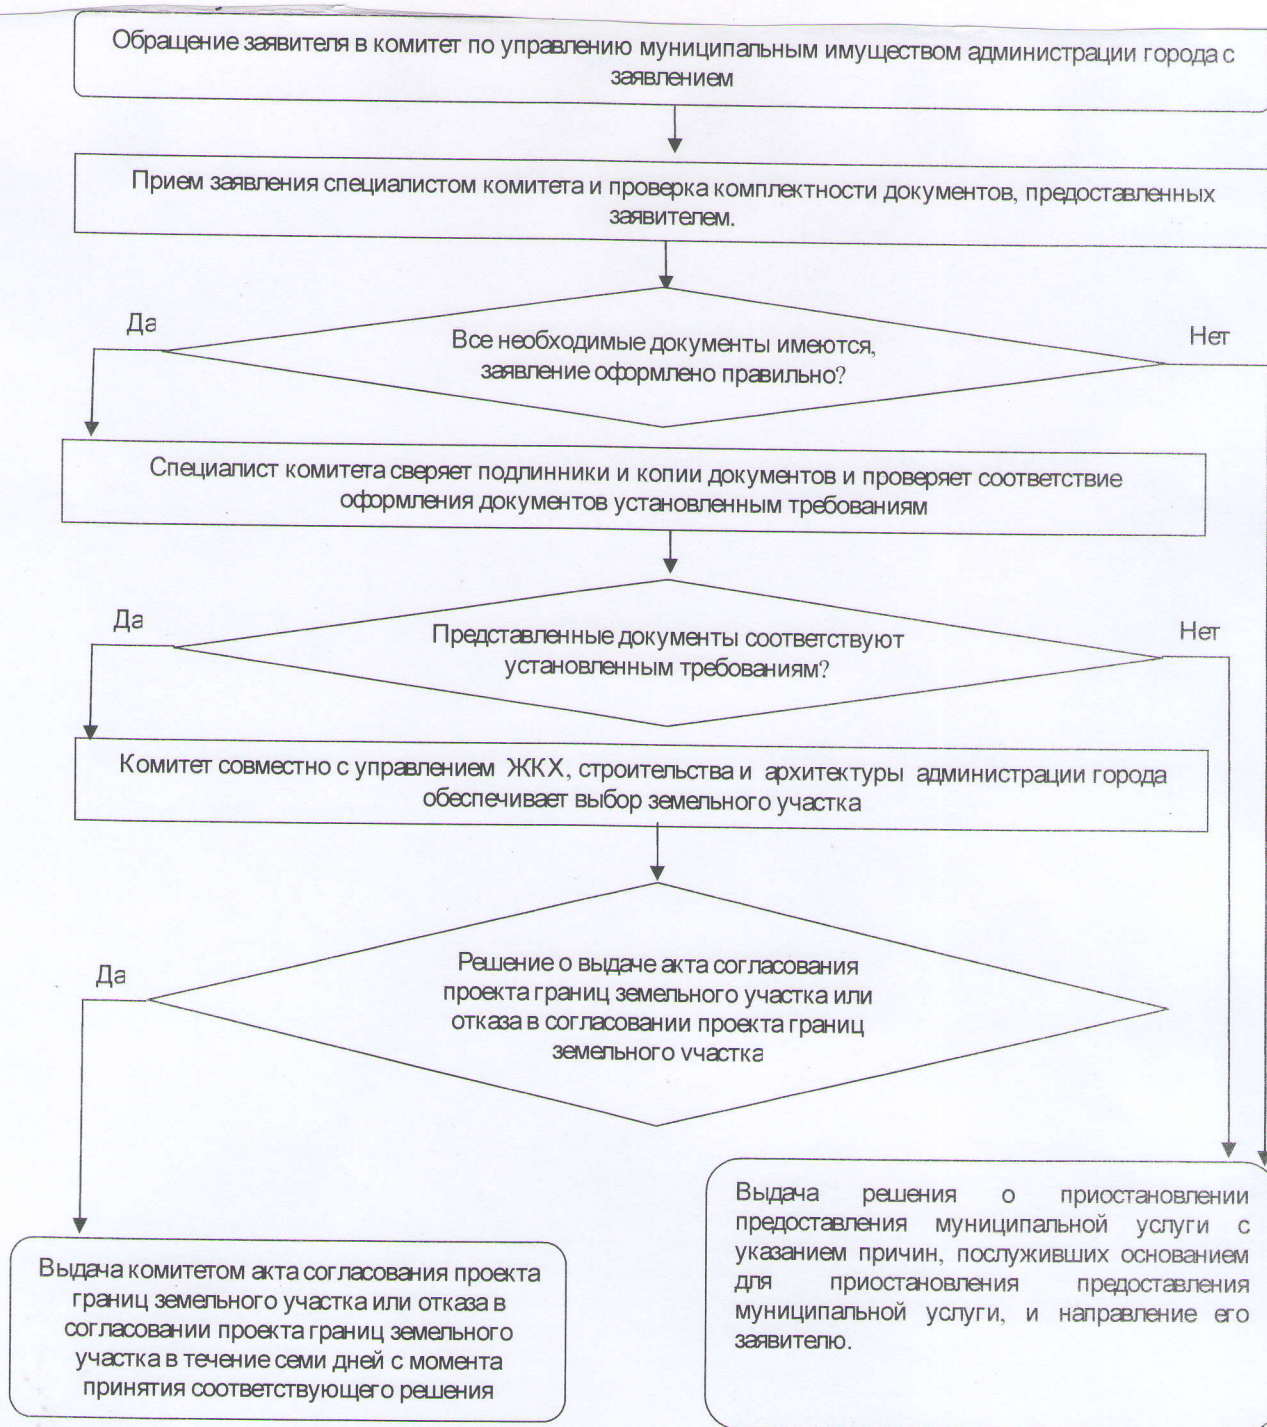 Обращение заявителя в комитет по управлению муниципальным имуществом администрации города с
заявлением
Прием заявления специалистом комитета и проверка комплектности документов, предоставленных
заявителем.
Да
Нет
Все необходимые документы имеются,
заявление оформлено правильно?
Специалист комитета сверяет подлинники и копии документов и проверяет соответствие
оформления документов установленным требованиям
Да
Нет
Представленные документы соответствуют
установленным требованиям?
Комитет совместно с управлением ЖКХ, строительства и архитектуры администрации города
обеспечивает выбор земельного участка
Да
Решение о выдаче акта согласования
проекта границ земельного участка или
отказа в согласовании проекта границ
земельного участка
Выдача решения о приостановлении
предоставления муниципальной услуги с
указанием причин, послуживших основанием
для приостановления предоставления
муниципальной услуги, и направление его
заявителю.
Выдача комитетом акта согласования проекта
границ земельного участка или отказа в
согласовании проекта границ земельного
участка в течение семи дней с момента
принятия соответствующего решения